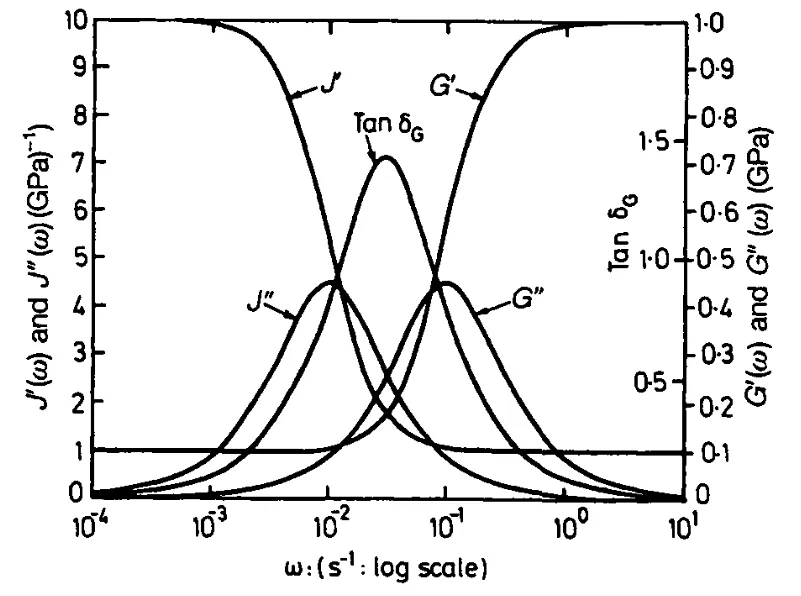 10
9
8
7
6
5
4
3
2
1
0
J′(ω) and J″(ω) (GPa)⁻¹
J′
G′
Tan δG
J″
G″
1·5
1·0
0·5
Tan δG
1·0
0·9
0·8
0·7
0·6
0·5
0·4
0·3
0·2
0·1
0
G′(ω) and G″(ω) (GPa)
10⁻⁴ 10⁻³ 10⁻² 10⁻¹ 10⁰ 10¹
ω:(s⁻¹: log scale)